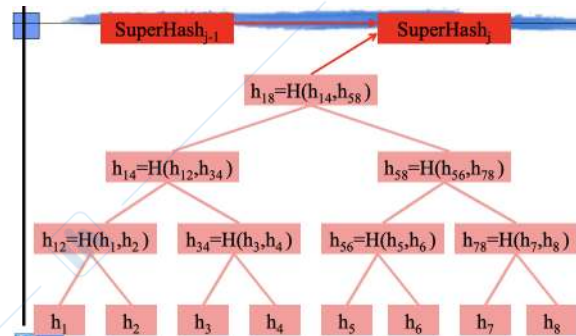 SuperHashⱼ₋₁ SuperHashⱼ
h₁₈=H(h₁₄,h₅₈)
h₁₄=H(h₁₂,h₃₄) h₅₈=H(h₅₆,h₇₈)
h₁₂=H(h₁,h₂) h₃₄=H(h₃,h₄) h₅₆=H(h₅,h₆) h₇₈=H(h₇,h₈)
h₁ h₂ h₃ h₄ h₅ h₆ h₇ h₈